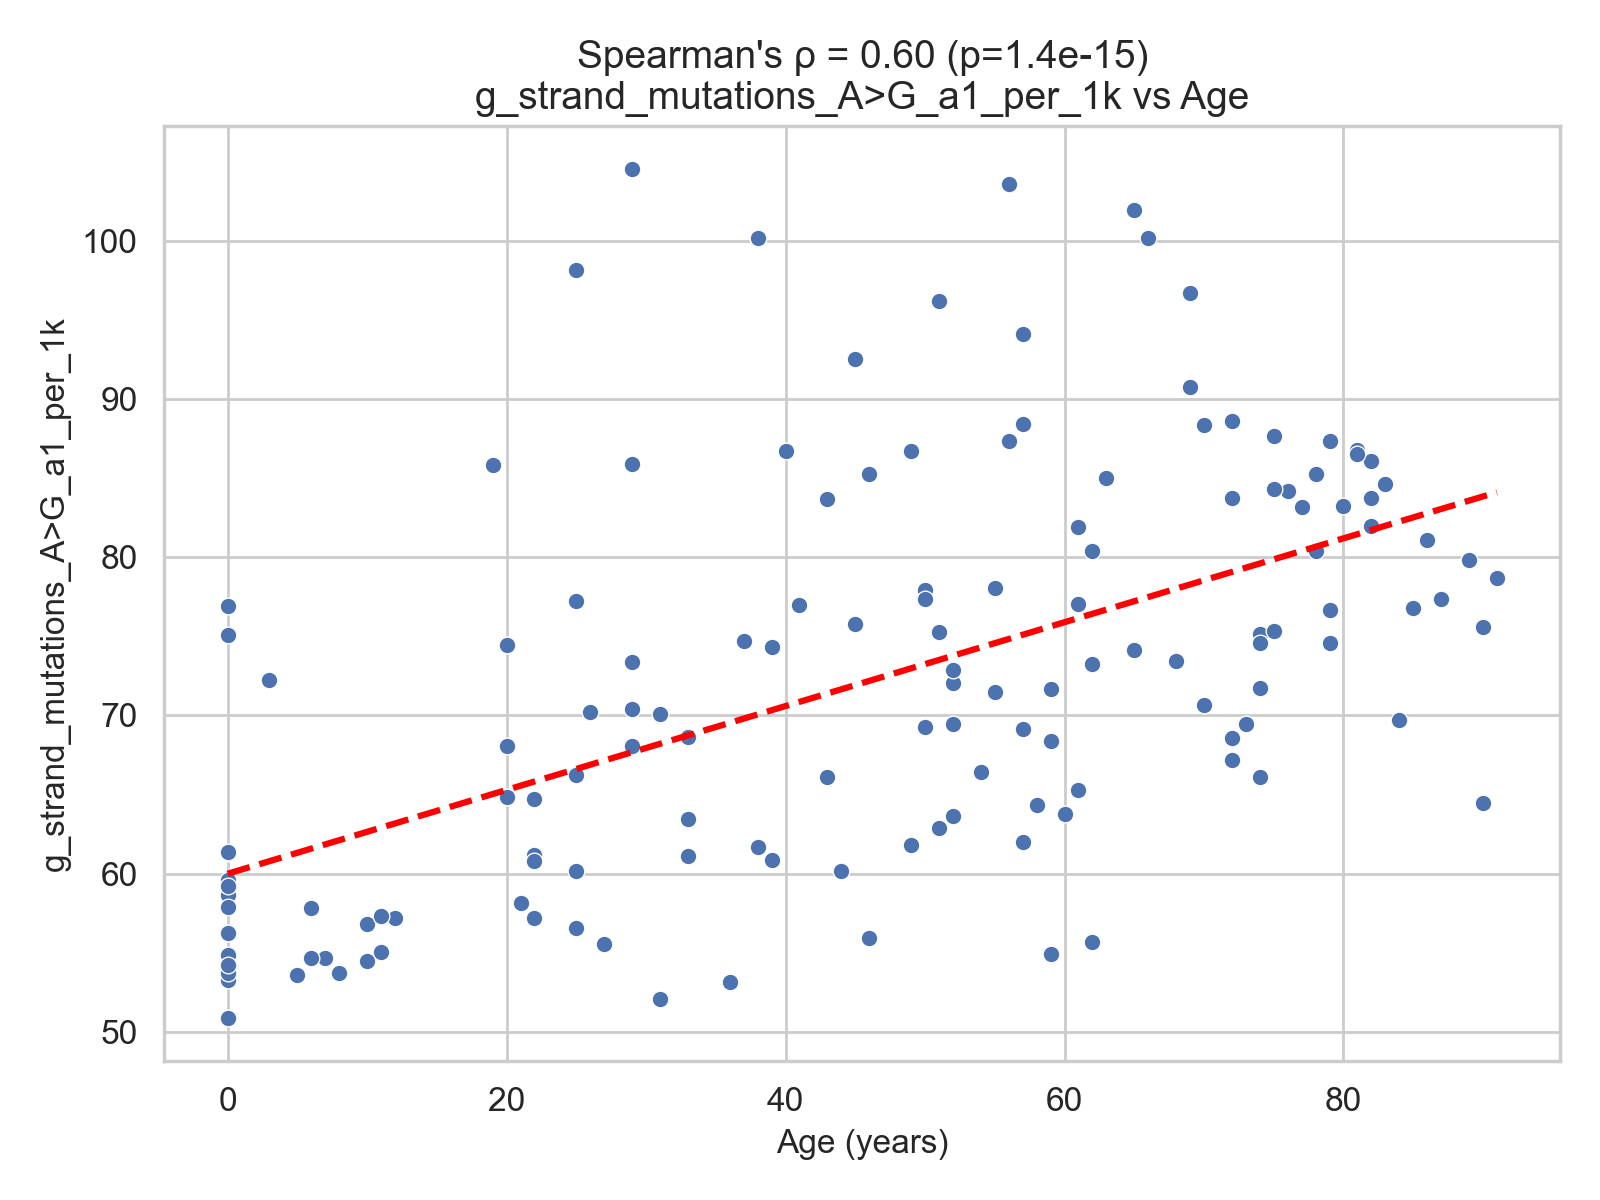 Spearman's ρ = 0.60 (p=1.4e-15)
g_strand_mutations_A>G_a1_per_1k vs Age
g_strand_mutations_A>G_a1_per_1k
100
90
80
70
60
50
0
20
40
60
80
Age (years)